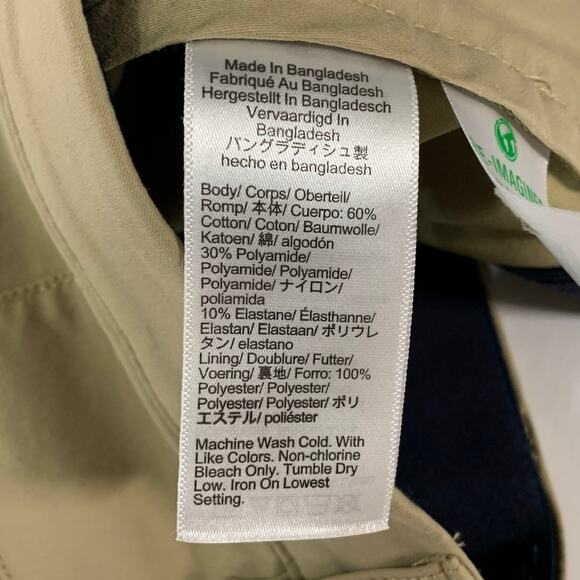 Made In Bangladesh
Fabriqué Au Bangladesh
Hergestellt In Bangladesch
Vervaardigd In
Bangladesh
バングラディシュ製
hecho en bangladesh
Body/ Corps/ Oberteil/
Romp/ 本体/ Cuerpo: 60%
Cotton/ Coton/ Baumwolle/
Katoen/ 綿/ algodón
30% Polyamide/
Polyamide/ Polyamid/
Polyamide/ ナイロン/
poliamida
10% Elastane/ Élasthanne/
Elastan/ Elastaan/ ポリウレ
タン/ elastano
Lining/ Doublure/ Futter/
Voering/ 裏地/ Forro: 100%
Polyester/ Polyester/
Polyester/ Polyester/ ポリ
エステル/ poliéster
Machine Wash Cold. With
Like Colors. Non-chlorine
Bleach Only. Tumble Dry
Low. Iron On Lowest
Setting.